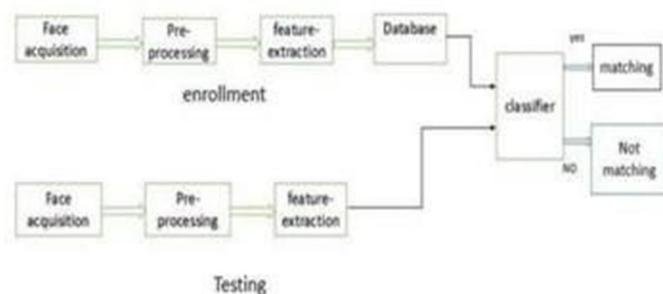 Face
acquisition
Pre-
processing
feature-
extraction
Database
enrollment
classifier
yes
matching
NO
Not
matching
Face
acquisition
Pre-
processing
feature-
extraction
Testing